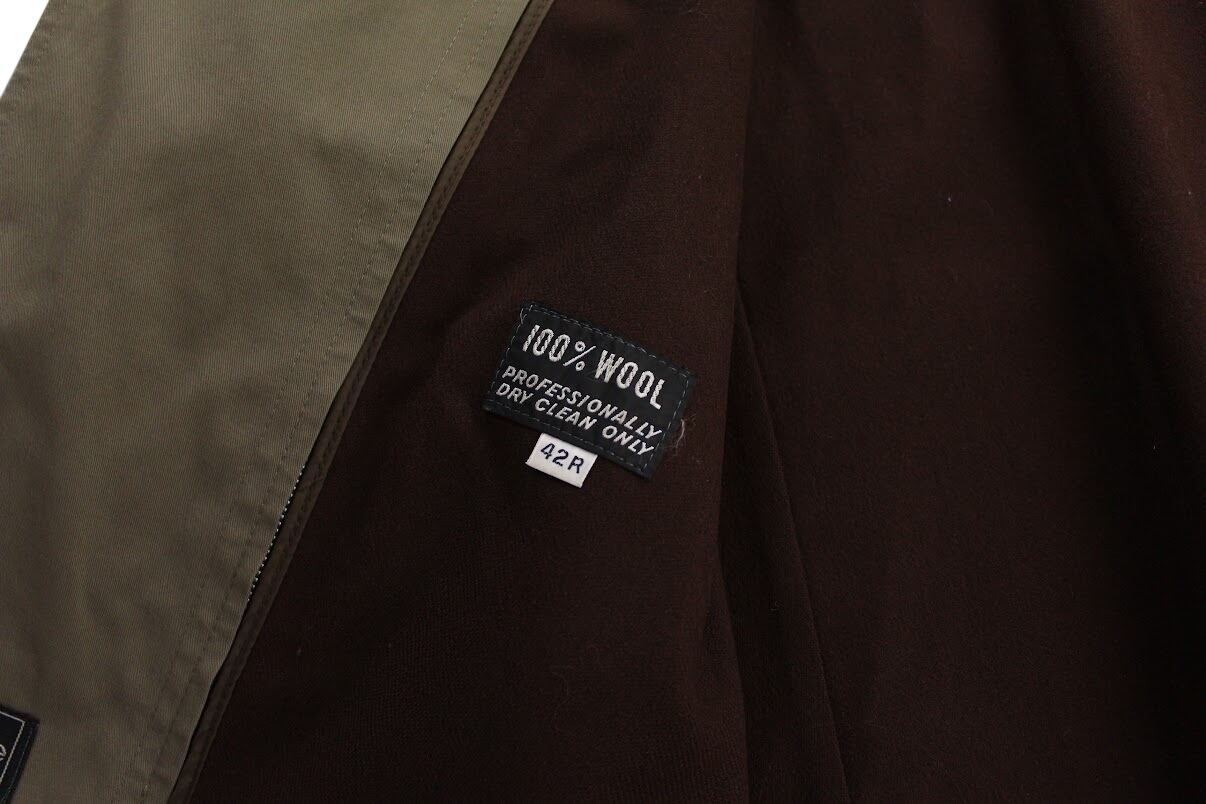 100% WOOL
PROFESSIONALLY
DRY CLEAN ONLY
42R